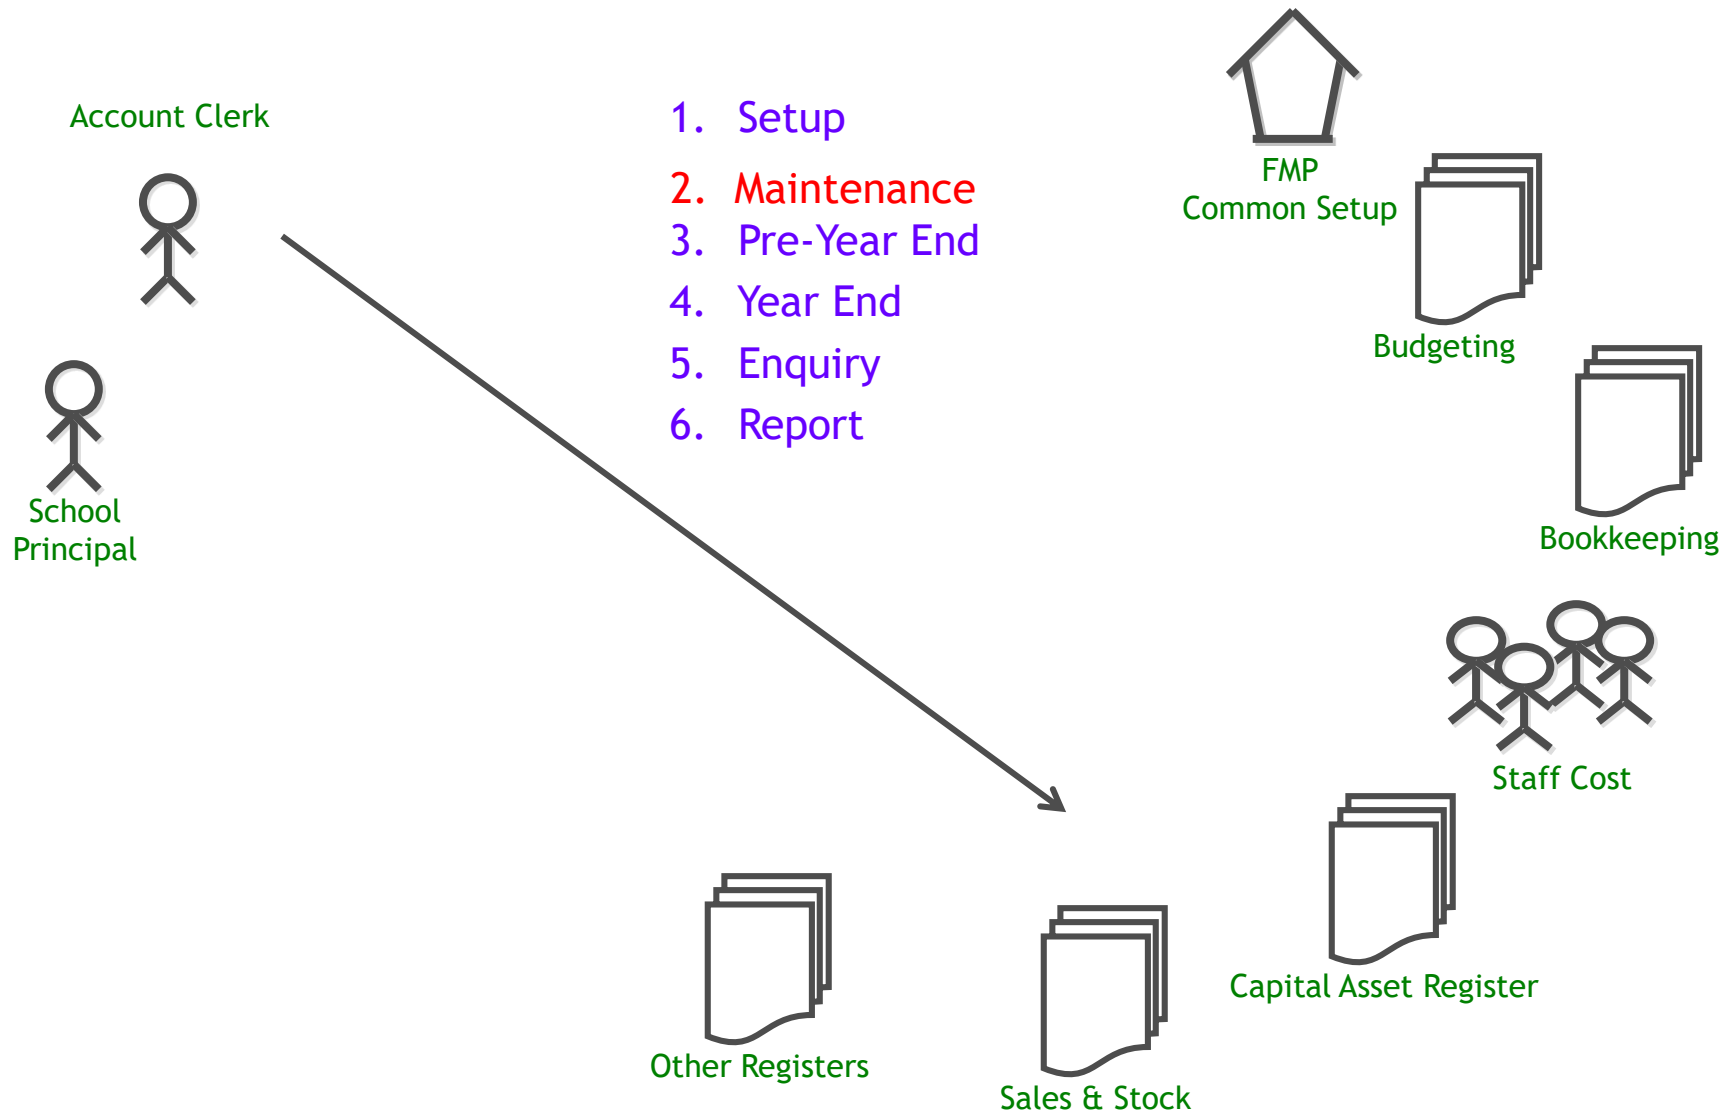 Account Clerk
School
Principal
1. Setup
2. Maintenance
3. Pre-Year End
4. Year End
5. Enquiry
6. Report
FMP
Common Setup
Budgeting
Bookkeeping
Staff Cost
Capital Asset Register
Other Registers
Sales & Stock